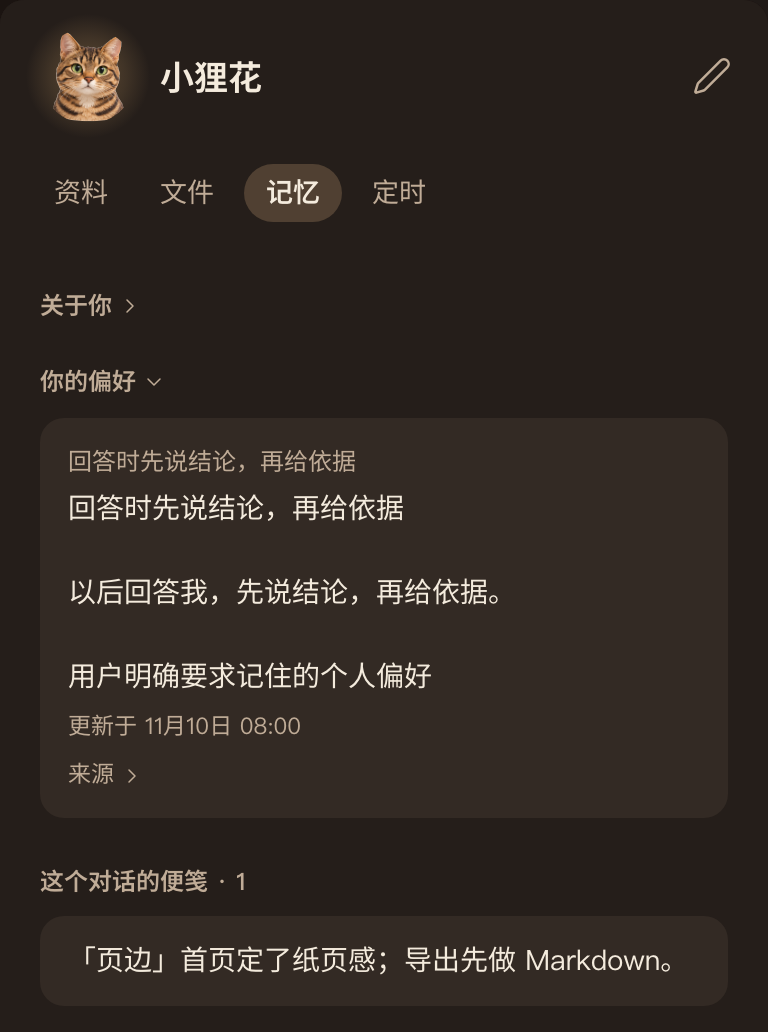 小狸花
资料 文件 记忆 定时
关于你
你的偏好
回答时先说结论，再给依据
回答时先说结论，再给依据
以后回答我，先说结论，再给依据。
用户明确要求记住的个人偏好
更新于 11月10日 08:00
来源
这个对话的便笺 · 1
「页边」首页定了纸页感；导出先做 Markdown。